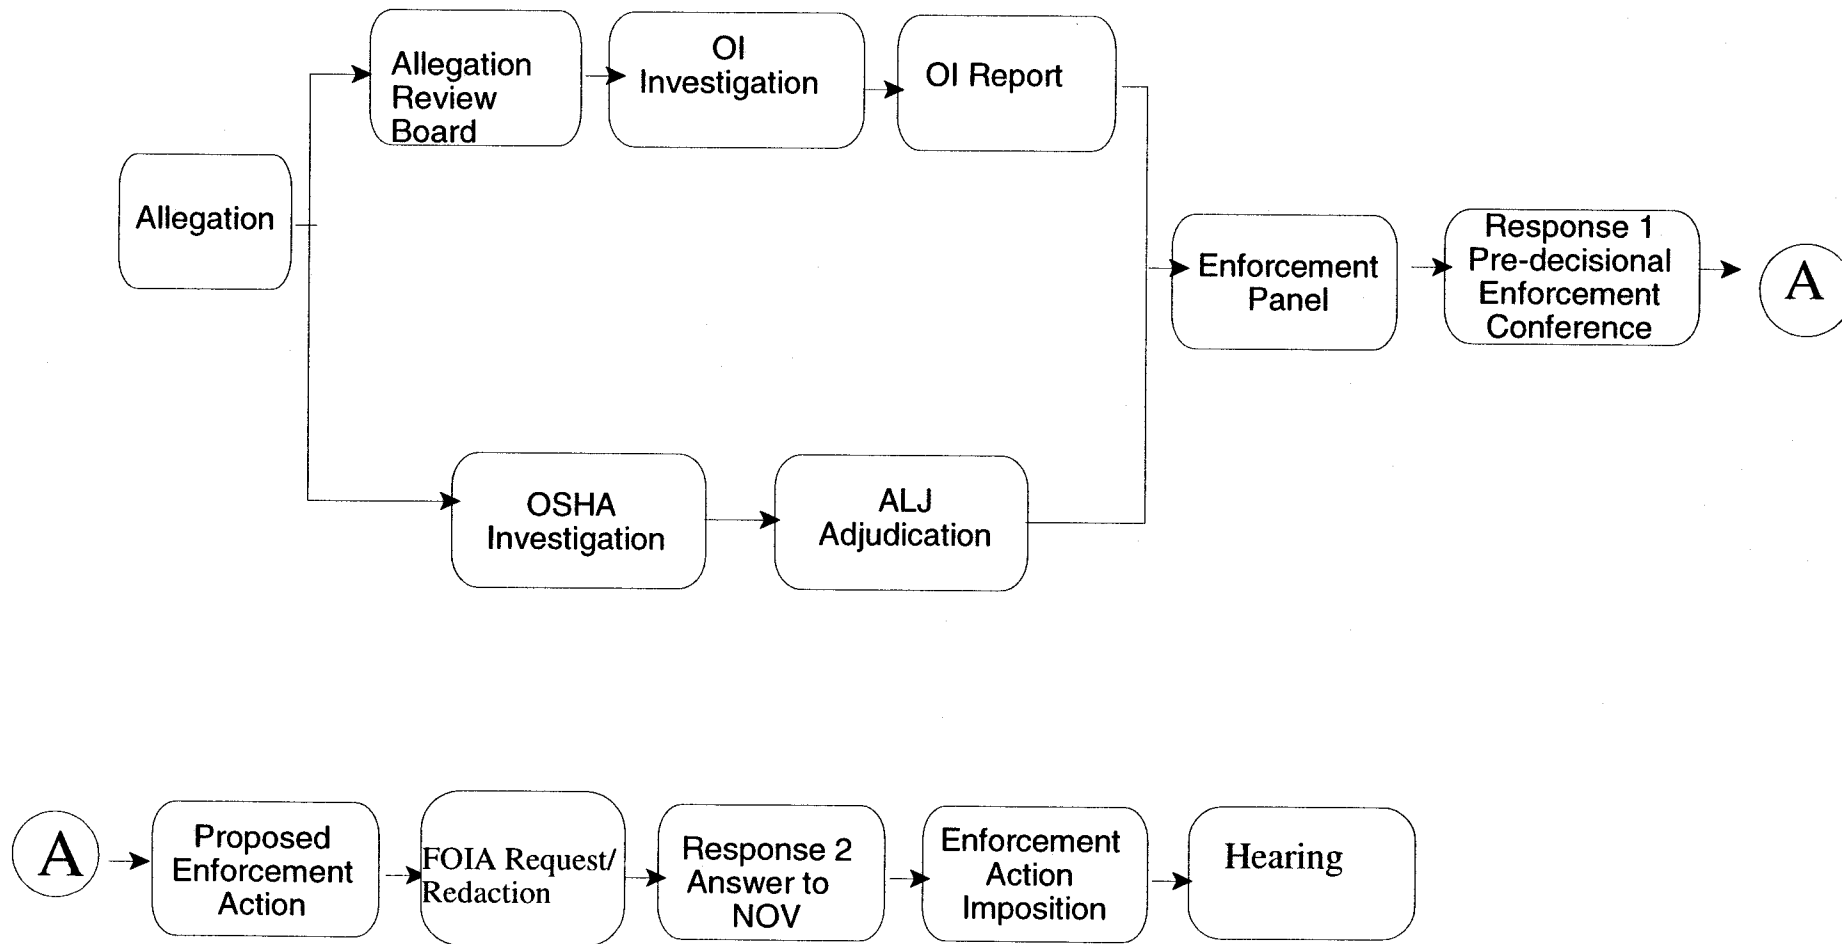 Allegation
Allegation
Review
Board
OI
Investigation
OI Report
OSHA
Investigation
ALJ
Adjudication
Enforcement
Panel
Response 1
Pre-decisional
Enforcement
Conference
A
A
Proposed
Enforcement
Action
FOIA Request/
Redaction
Response 2
Answer to
NOV
Enforcement
Action
Imposition
Hearing